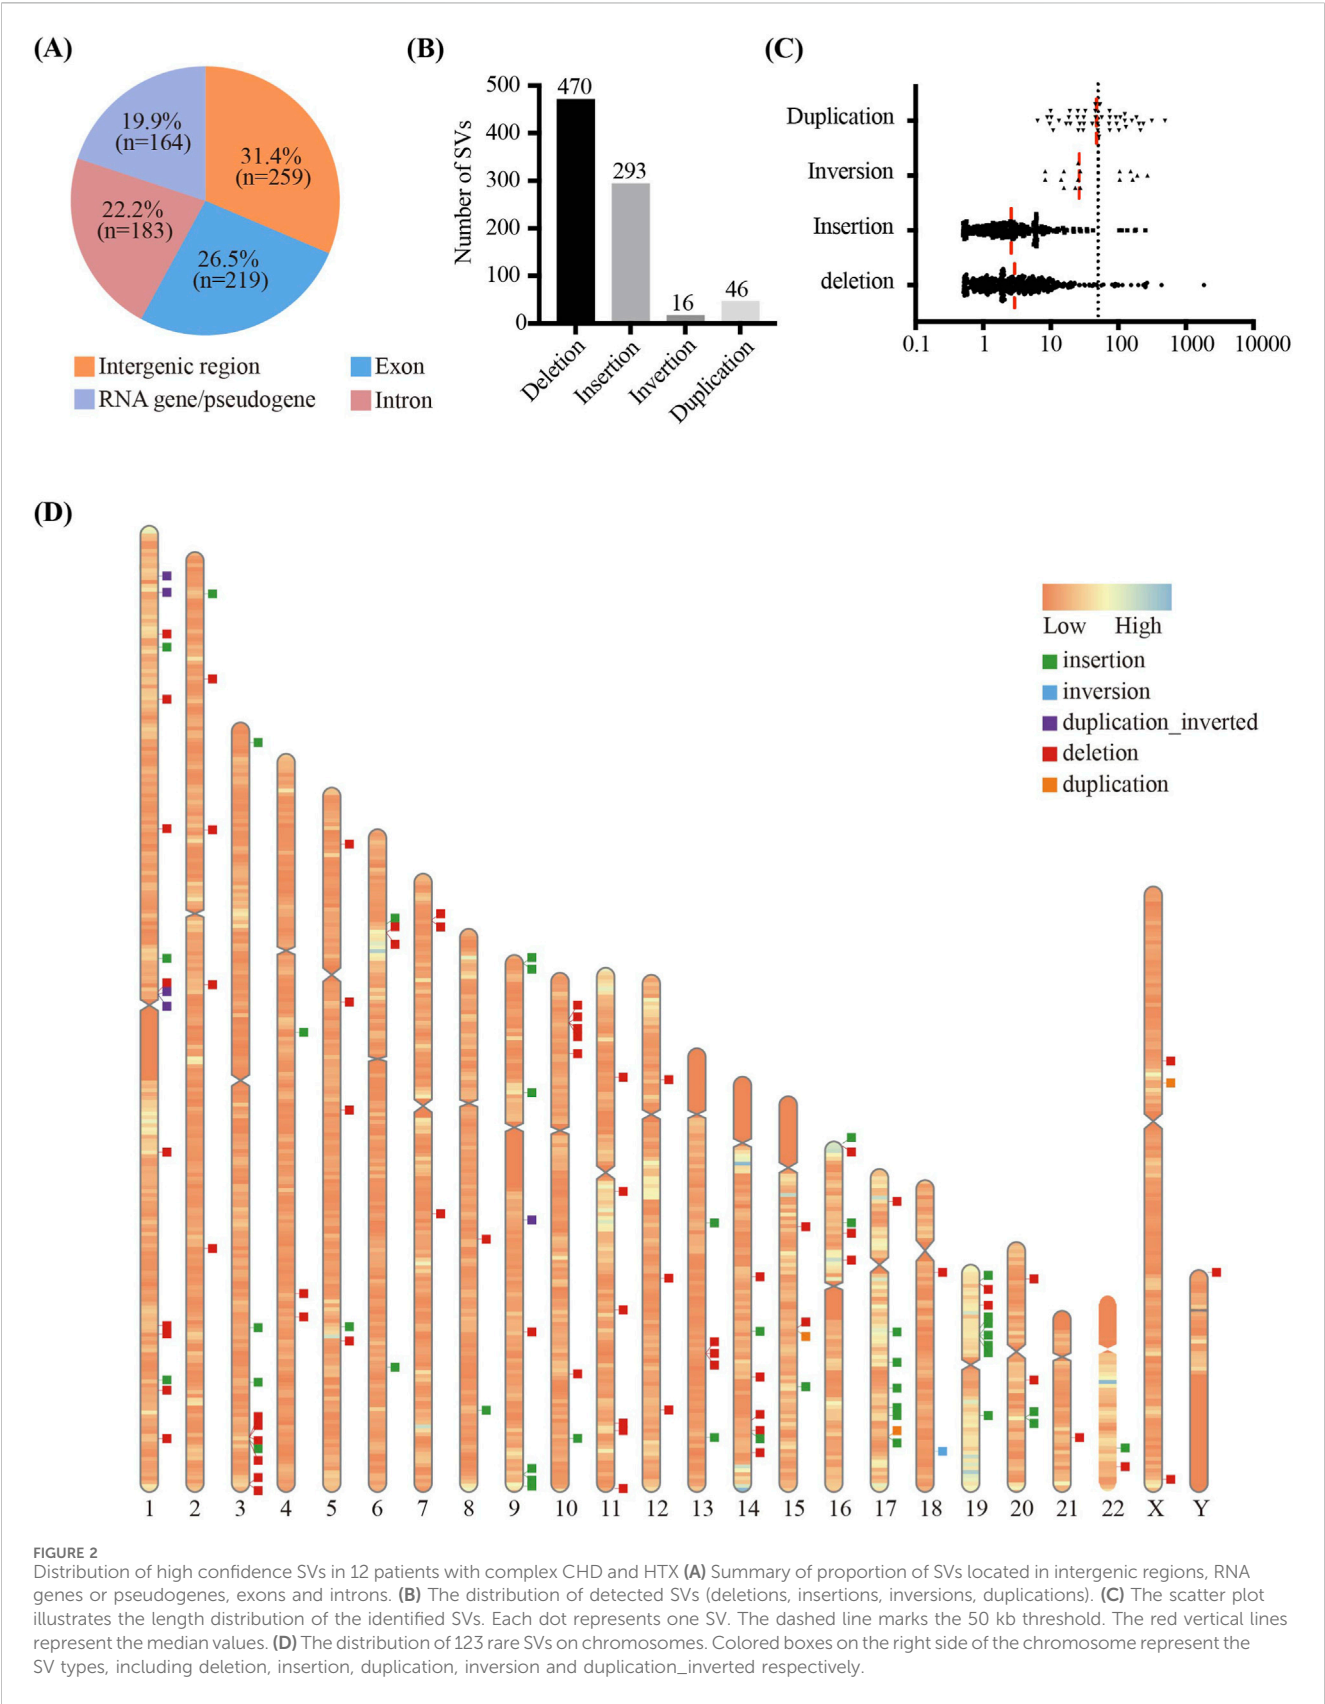 (A)
19.9%
(n=164)
31.4%
(n=259)
22.2%
(n=183)
26.5%
(n=219)
Intergenic region
Exon
RNA gene/pseudogene
Intron
(B)
Number of SVs
500
400
300
200
100
0
470
293
16
46
Deletion
Insertion
Invertion
Duplication
(C)
Duplication
Inversion
Insertion
deletion
0.1 1 10 100 1000 10000
(D)
Low High
insertion
inversion
duplication_inverted
deletion
duplication
1 2 3 4 5 6 7 8 9 10 11 12 13 14 15 16 17 18 19 20 21 22 X Y
FIGURE 2
Distribution of high confidence SVs in 12 patients with complex CHD and HTX (A) Summary of proportion of SVs located in intergenic regions, RNA
genes or pseudogenes, exons and introns. (B) The distribution of detected SVs (deletions, insertions, inversions, duplications). (C) The scatter plot
illustrates the length distribution of the identified SVs. Each dot represents one SV. The dashed line marks the 50 kb threshold. The red vertical lines
represent the median values. (D) The distribution of 123 rare SVs on chromosomes. Colored boxes on the right side of the chromosome represent the
SV types, including deletion, insertion, duplication, inversion and duplication_inverted respectively.